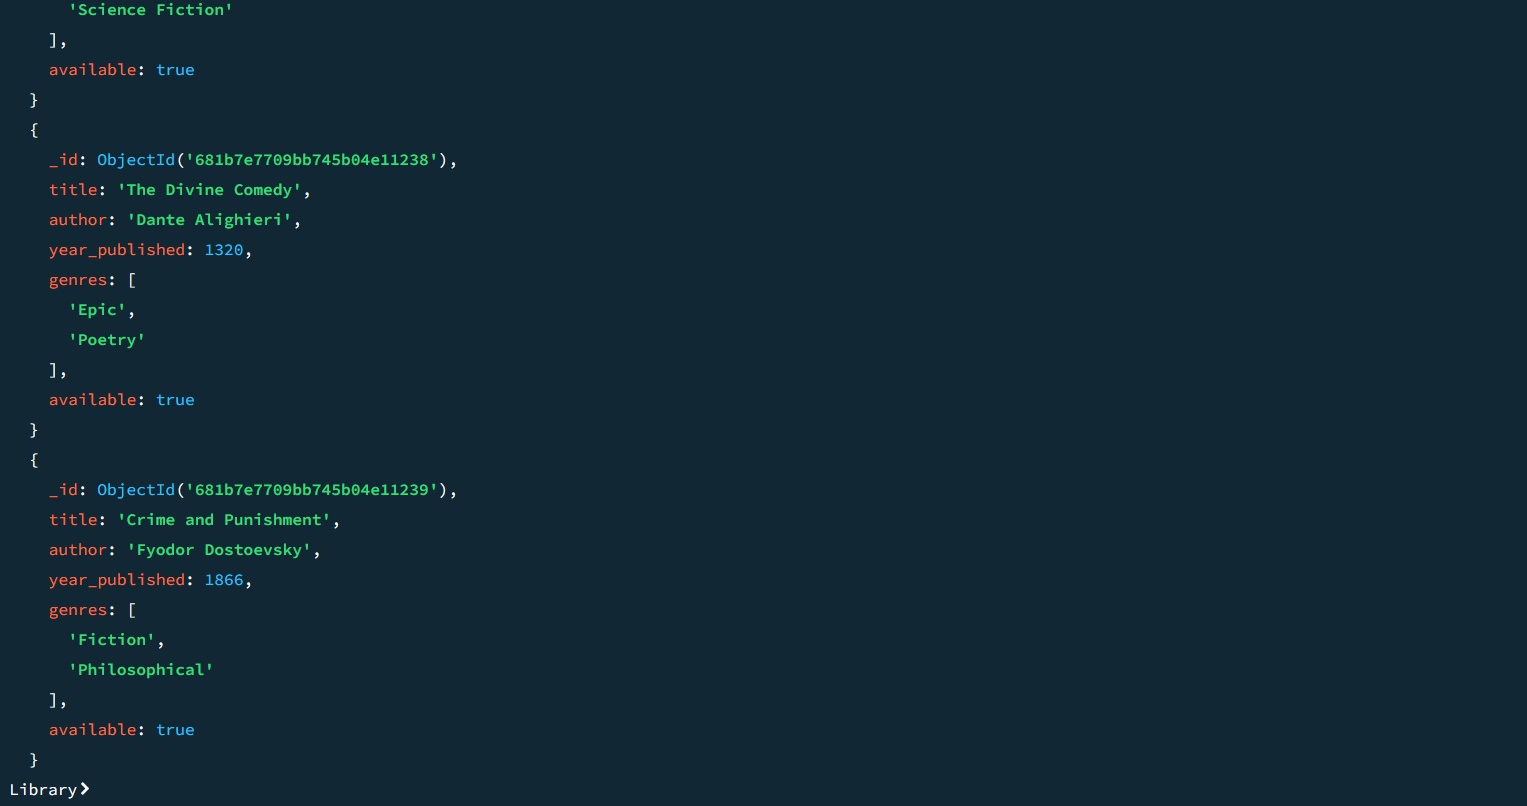 'Science Fiction'
],
available: true
}
{
_id: ObjectId('681b7e7709bb745b04e11238'),
title: 'The Divine Comedy',
author: 'Dante Alighieri',
year_published: 1320,
genres: [
'Epic',
'Poetry'
],
available: true
}
{
_id: ObjectId('681b7e7709bb745b04e11239'),
title: 'Crime and Punishment',
author: 'Fyodor Dostoevsky',
year_published: 1866,
genres: [
'Fiction',
'Philosophical'
],
available: true
}
Library>